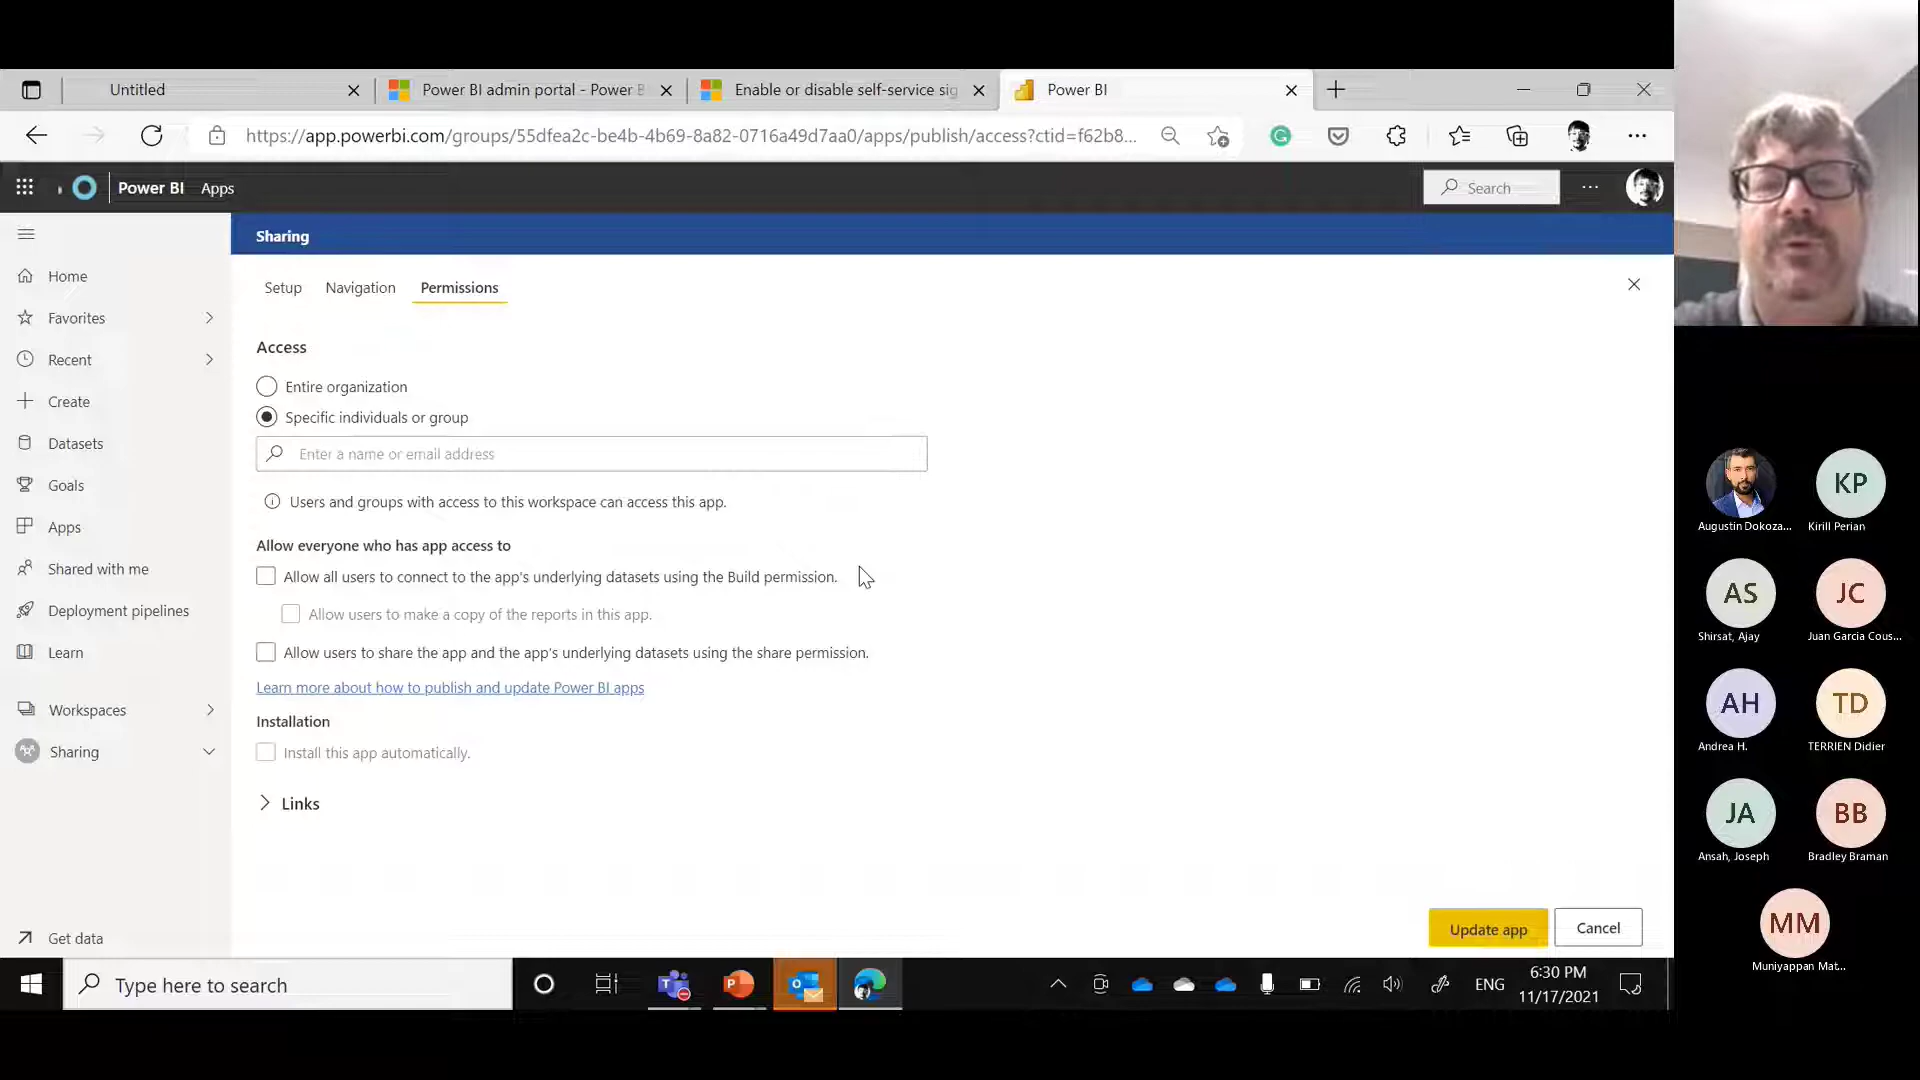 Untitled
Power BI admin portal - Power B
Enable or disable self-service sig
Power BI
https://app.powerbi.com/groups/55dfea2c-be4b-4b69-8a82-0716a49d7aa0/apps/publish/access?ctid=f62b8...
Power BI Apps
Search
Sharing
Home
Favorites
Recent
Create
Datasets
Goals
Apps
Shared with me
Deployment pipelines
Learn
Workspaces
Sharing
Get data
Setup Navigation Permissions
Access
Entire organization
Specific individuals or group
Enter a name or email address
Users and groups with access to this workspace can access this app.
Allow everyone who has app access to
Allow all users to connect to the app's underlying datasets using the Build permission.
Allow users to make a copy of the reports in this app.
Allow users to share the app and the app's underlying datasets using the share permission.
Learn more about how to publish and update Power BI apps
Installation
Install this app automatically.
Links
Update app Cancel
Type here to search
ENG
6:30 PM
11/17/2021
Augustin Dokoza...
KP
Kirill Perian
AS
Shirsat, Ajay
JC
Juan Garcia Cous...
AH
Andrea H.
TD
TERRIEN Didier
JA
Ansah, Joseph
BB
Bradley Braman
MM
Muniyappan Mat...